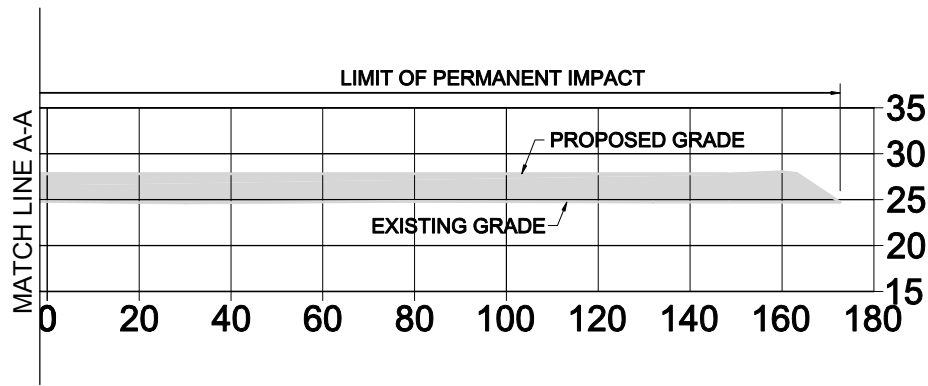 LIMIT OF PERMANENT IMPACT
MATCH LINE A-A
35
PROPOSED GRADE
30
25
EXISTING GRADE
20
15
0 20 40 60 80 100 120 140 160 180